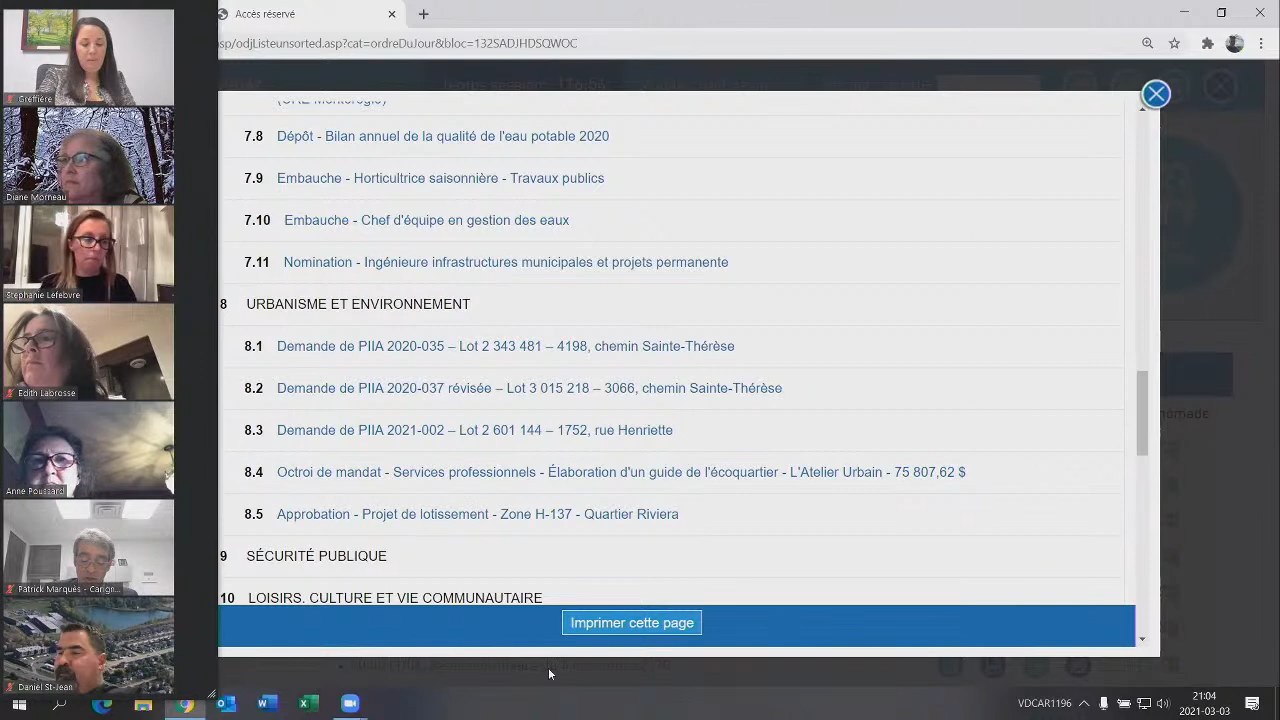 Accès réservé
sp/odjListeunsorted.asp?cat=ordreDuJour&doc=132EADJHDSQWOC
7.8 Dépôt - Bilan annuel de la qualité de l'eau potable 2020
7.9 Embauche - Horticultrice saisonnière - Travaux publics
7.10 Embauche - Chef d'équipe en gestion des eaux
7.11 Nomination - Ingénieure infrastructures municipales et projets permanente
8 URBANISME ET ENVIRONNEMENT
8.1 Demande de PIIA 2020-035 – Lot 2 343 481 – 4198, chemin Sainte-Thérèse
8.2 Demande de PIIA 2020-037 révisée – Lot 3 015 218 – 3066, chemin Sainte-Thérèse
8.3 Demande de PIIA 2021-002 – Lot 2 601 144 – 1752, rue Henriette
8.4 Octroi de mandat - Services professionnels - Élaboration d'un guide de l'écoquartier - L'Atelier Urbain - 75 807,62 $
8.5 Approbation - Projet de lotissement - Zone H-137 - Quartier Riviera
9 SÉCURITÉ PUBLIQUE
10 LOISIRS, CULTURE ET VIE COMMUNAUTAIRE
Imprimer cette page
Greffière
Diane Morneau
Stéphanie Lefebvre
Edith Labrosse
Anne Poussard
Patrick Marquès - Carign...
Daniel St-Jean
VDCAR1196
21:04
2021-03-03